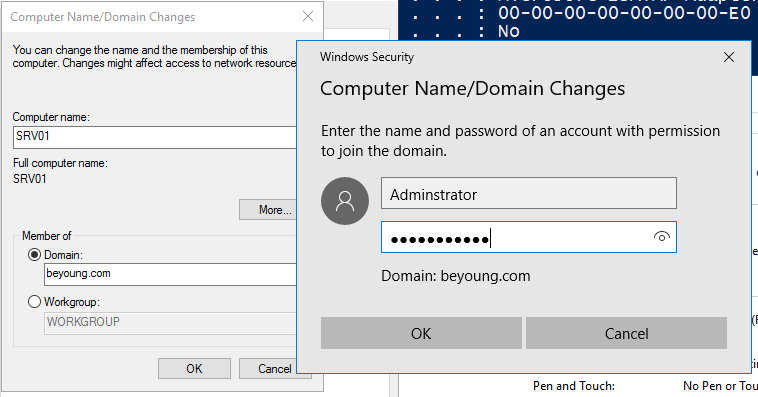 Computer Name/Domain Changes
You can change the name and the membership of this
computer. Changes might affect access to network resource
Computer name:
SRV01
Full computer name:
SRV01
More...
Member of
Domain:
beyoung.com
Workgroup:
WORKGROUP
OK
Cancel
. . . : 00-00-00-00-00-00-00-E0
. . . : No
Windows Security
Computer Name/Domain Changes
Enter the name and password of an account with permission
to join the domain.
Adminstrator
●●●●●●●●●●●
Domain: beyoung.com
OK
Cancel
Pen and Touch:
No Pen or Tou